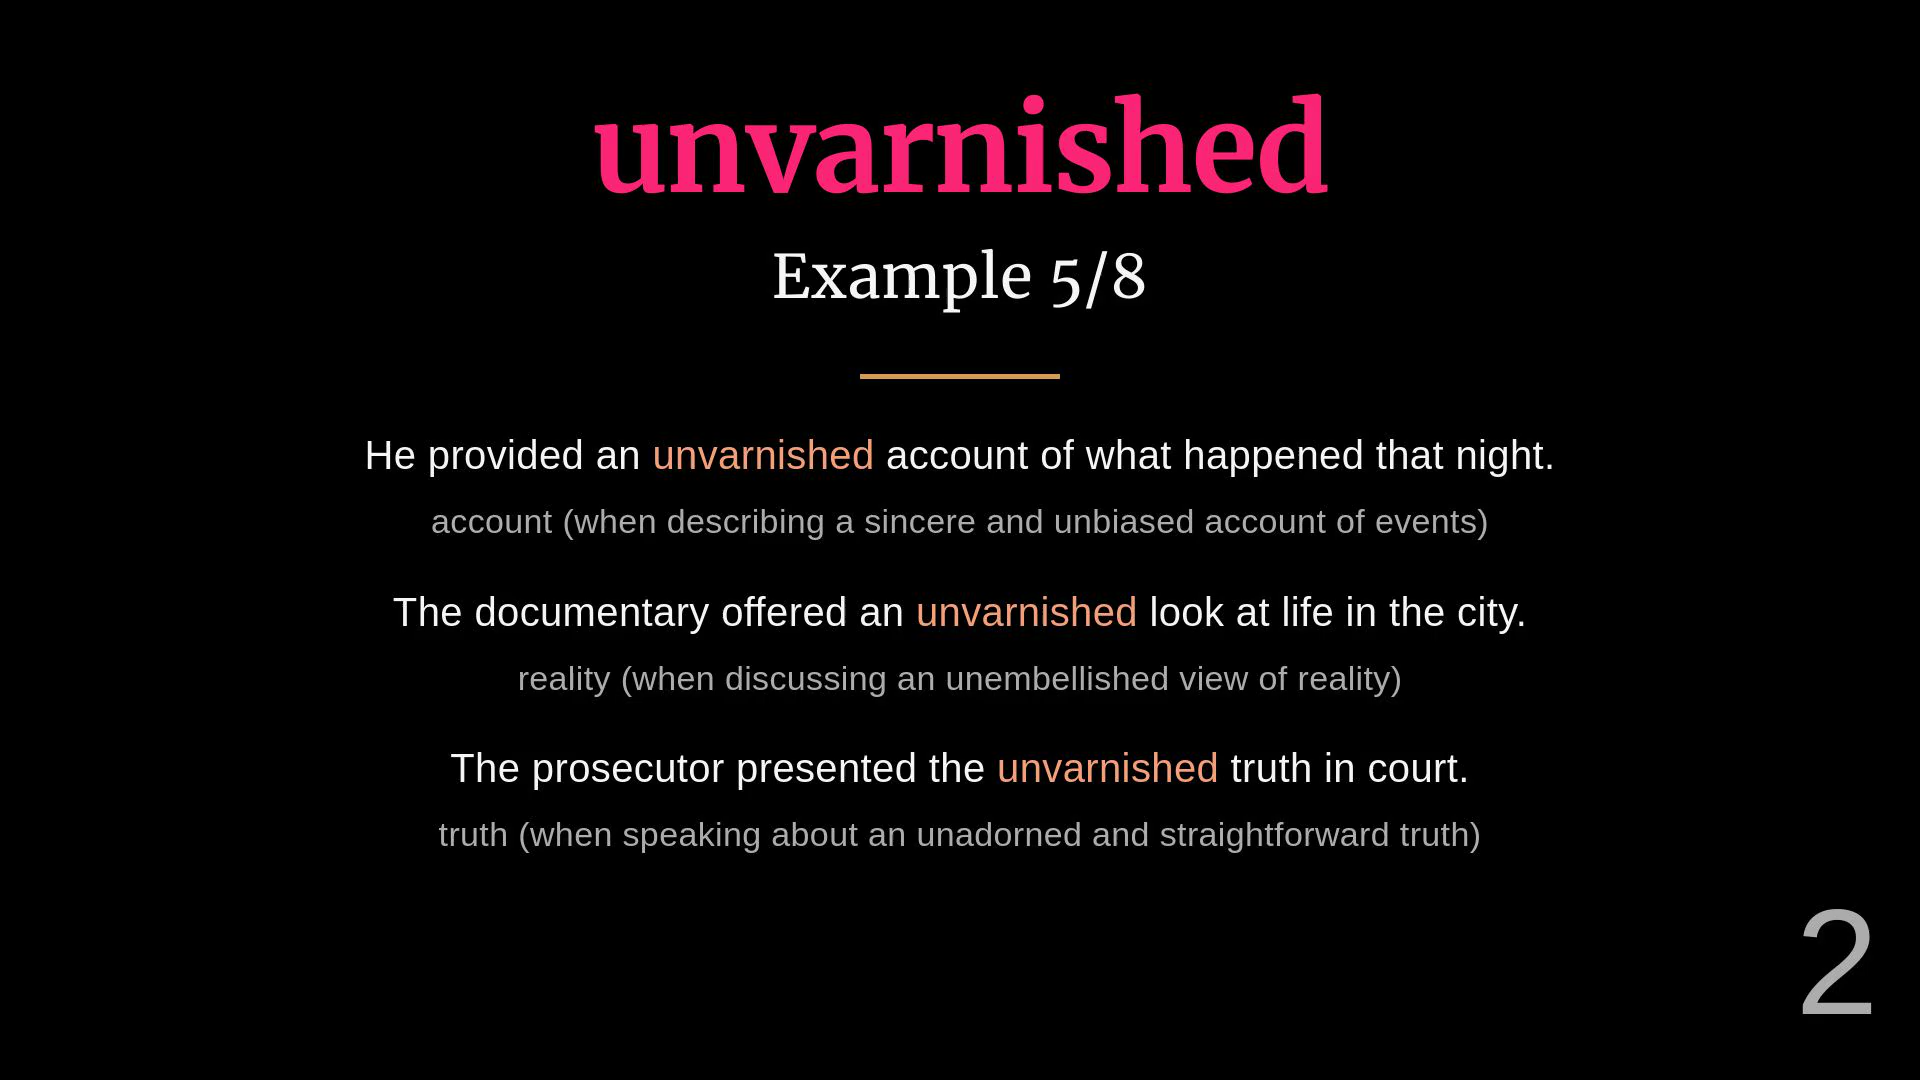 unvarnished
Example 5/8
He provided an unvarnished account of what happened that night.
account (when describing a sincere and unbiased account of events)
The documentary offered an unvarnished look at life in the city.
reality (when discussing an unembellished view of reality)
The prosecutor presented the unvarnished truth in court.
truth (when speaking about an unadorned and straightforward truth)
2